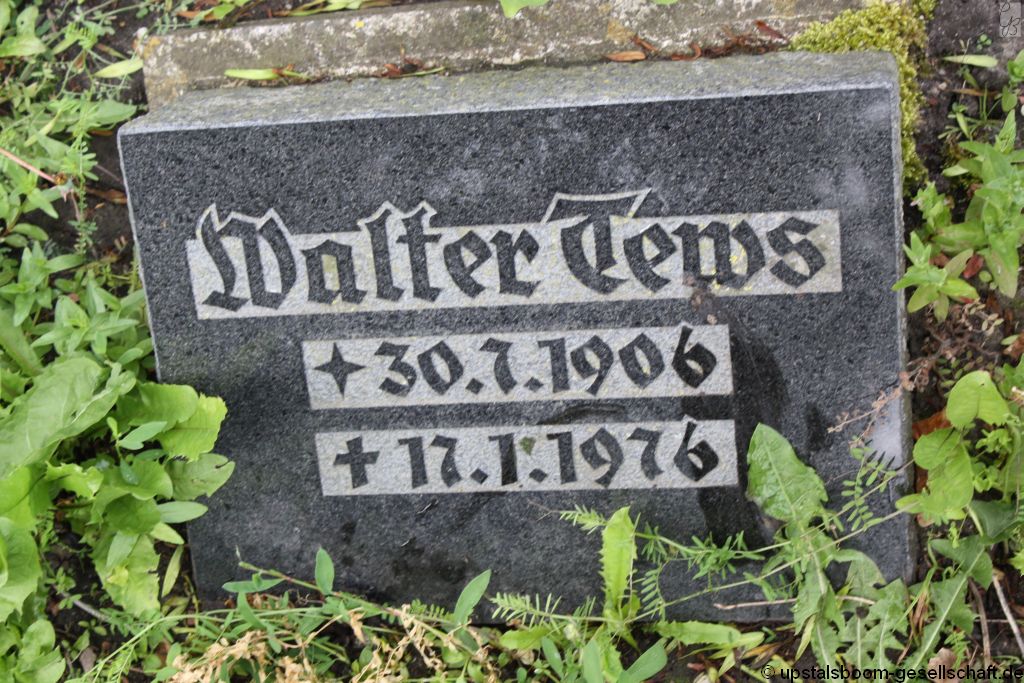 Walter Tews
✦ 30.7.1906
✝ 17.1.1976
© upstalsboom-gesellschaft.de